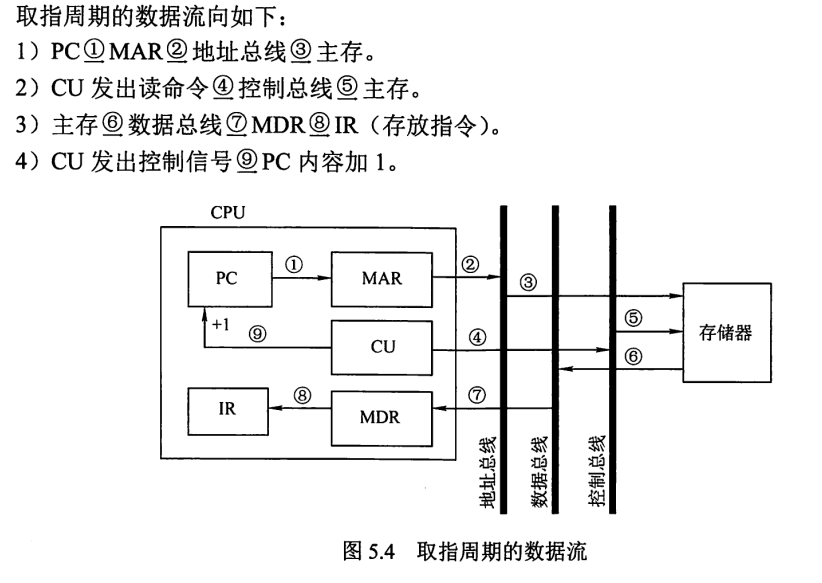 取指周期的数据流向如下：
1）PC①MAR②地址总线③主存。
2）CU 发出读命令④控制总线⑤主存。
3）主存⑥数据总线⑦MDR⑧IR（存放指令）。
4）CU 发出控制信号⑨PC 内容加 1。
CPU
PC
①
MAR
②
③
+1
⑨
CU
④
⑤
存储器
⑥
IR
⑧
MDR
⑦
地址总线
数据总线
控制总线
图 5.4 取指周期的数据流